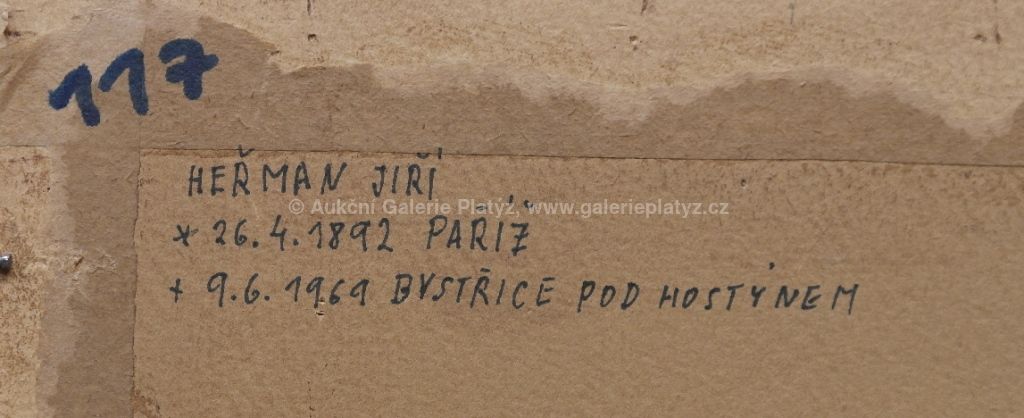 117
HEŘMAN JIŘÍ
© Aukční Galerie Platýz, www.galerieplatyz.cz
* 26.4.1892 PAŘÍŽ
+ 9.6.1969 BYSTŘICE POD HOSTÝNEM